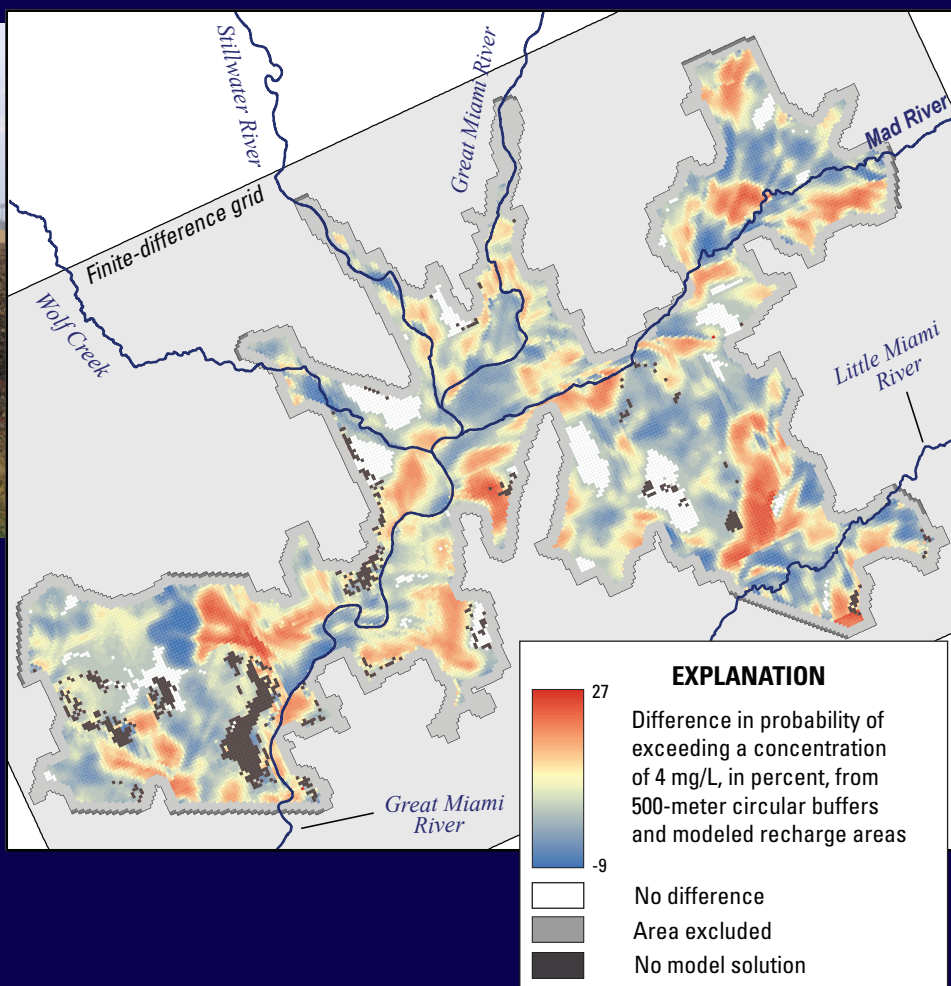 Stillwater River
Great Miami River
Mad River
Finite-difference grid
Wolf Creek
Little Miami
River
Great Miami
River
EXPLANATION
27
Difference in probability of
exceeding a concentration
of 4 mg/L, in percent, from
500-meter circular buffers
and modeled recharge areas
-9
No difference
Area excluded
No model solution